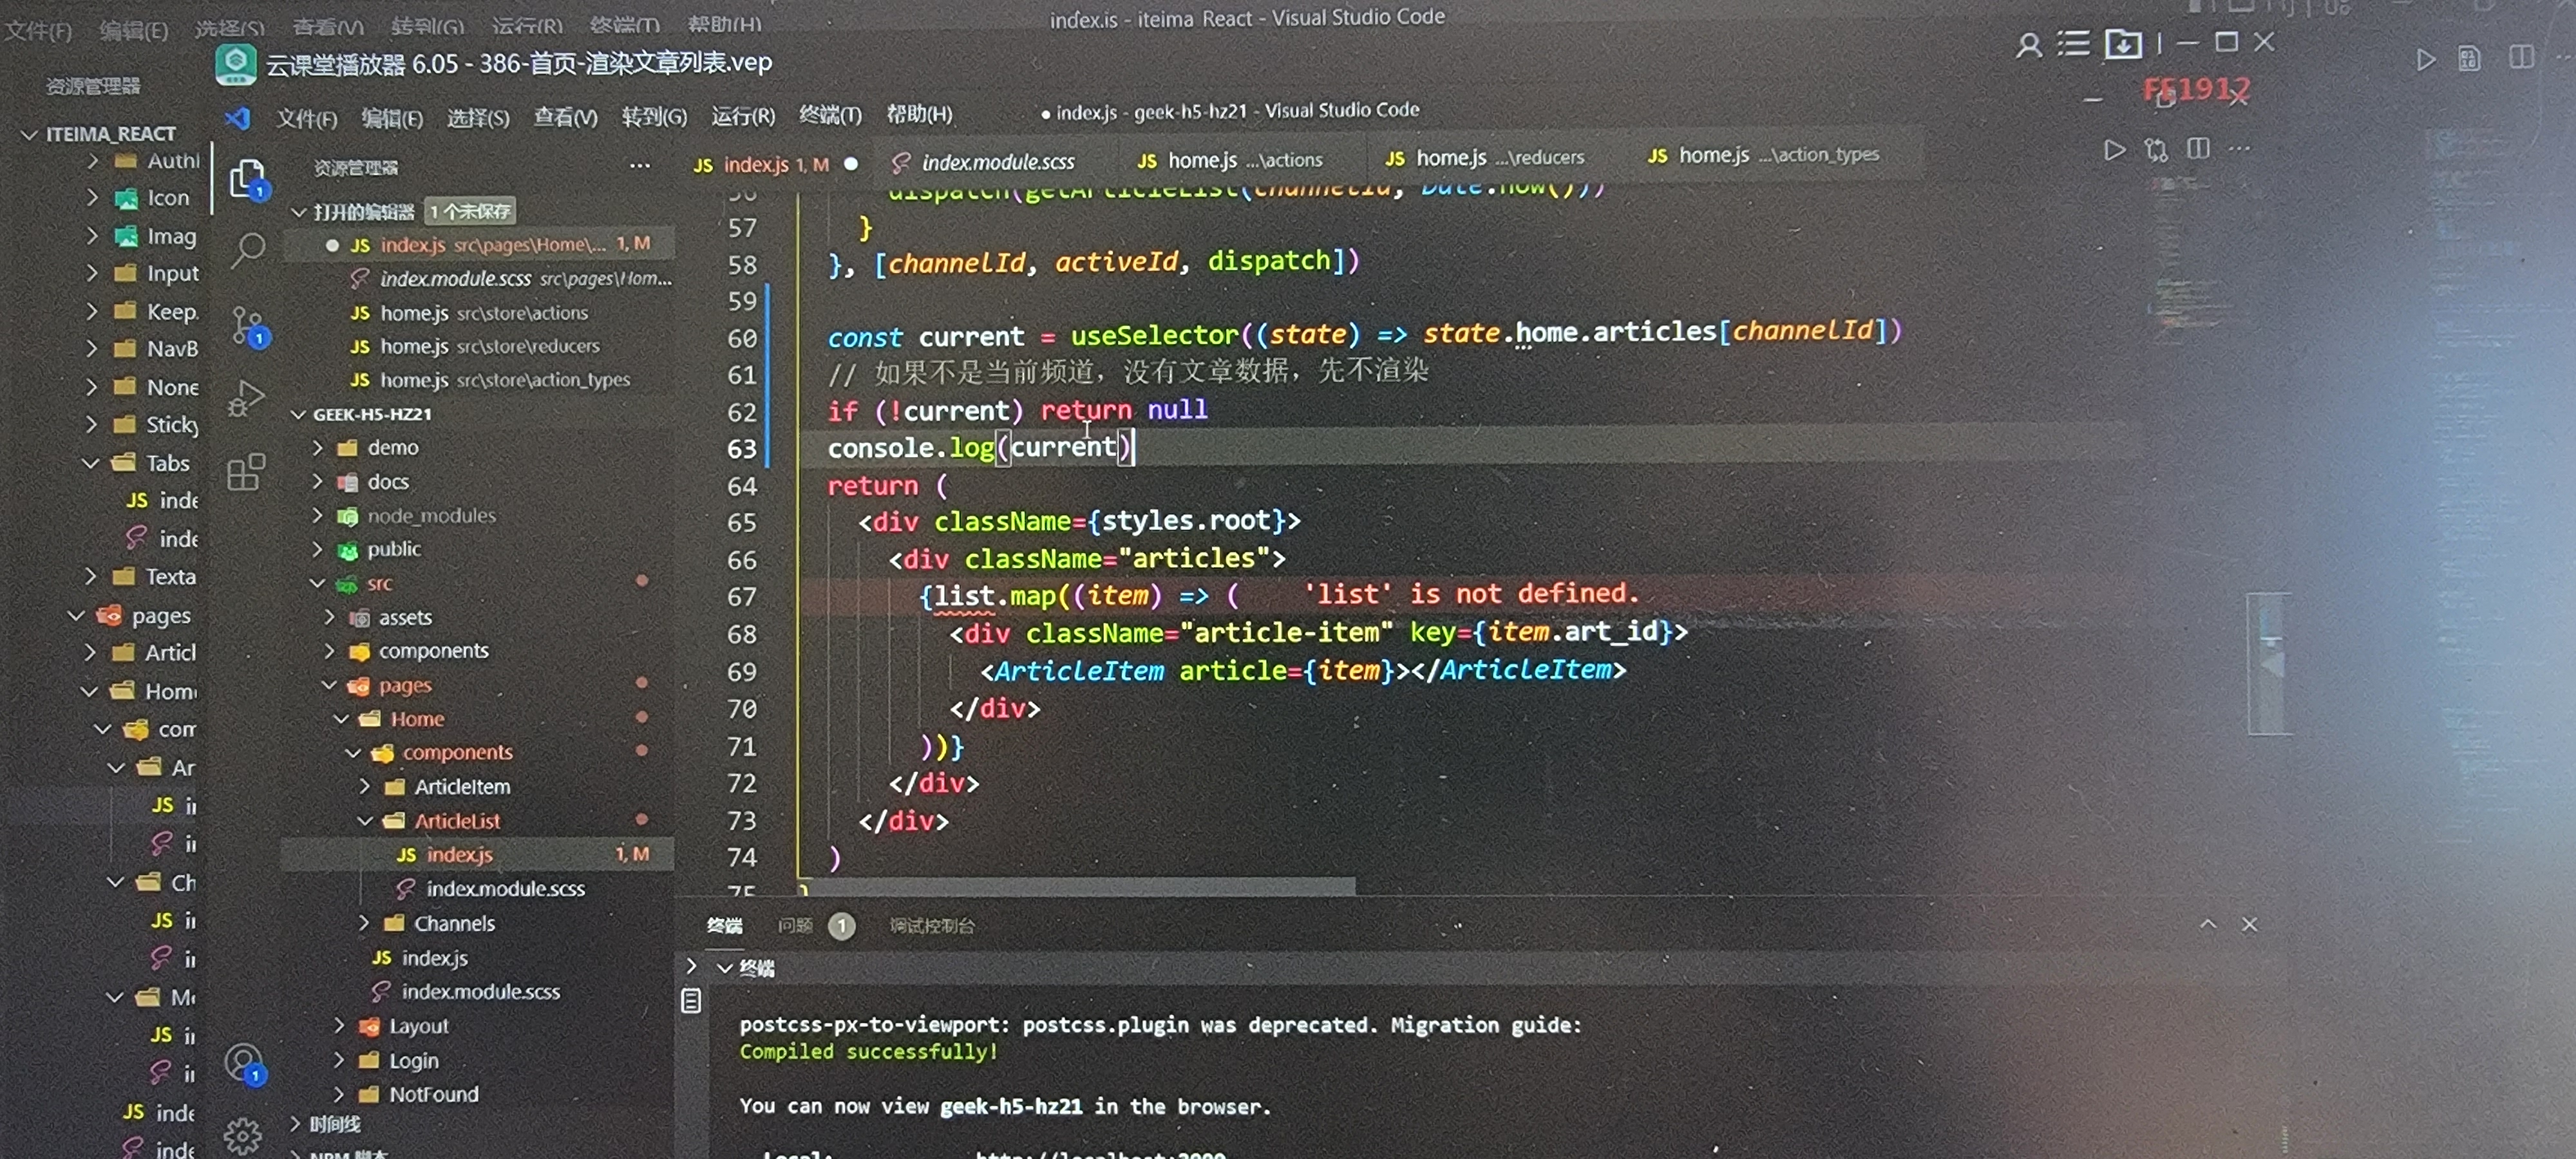 文件(F) 编辑(E) 选择(S) 查看(V) 转到(G) 运行(R) 终端(T) 帮助(H)
index.js - iteima React - Visual Studio Code
云课堂播放器 6.05 - 386-首页-渲染文章列表.vep
资源管理器
ITEIMA_REACT
Icon
Input
Tabs
pages
FE1912
文件(F) 编辑(E) 选择(S) 查看(V) 转到(G) 运行(R) 终端(T) 帮助(H)
● index.js - geek-h5-hz21 - Visual Studio Code
资源管理器 ...
JS index.js 1, M ●
index.module.scss
JS home.js ...\actions
JS home.js ...\reducers
JS home.js ...\action_types
打开的编辑器 1 个未保存
JS index.js src\pages\Home\... 1, M
index.module.scss src\pages\Hom...
JS home.js src\store\actions
JS home.js src\store\reducers
JS home.js src\store\action_types
GEEK-H5-HZ21
demo
docs
node_modules
public
src
assets
components
pages
Home
components
ArticleItem
ArticleList
JS index.js 1, M
index.module.scss
Channels
JS index.js
index.module.scss
Layout
Login
NotFound
时间线
NPM 脚本
56 dispatch(getArticleList(channelId, Date.now()))
57 }
58 }, [channelId, activeId, dispatch])
59
60 const current = useSelector((state) => state.home.articles[channelId])
61 // 如果不是当前频道，没有文章数据，先不渲染
62 if (!current) return null
63 console.log(current)
64 return (
65 <div className={styles.root}>
66 <div className="articles">
67 {list.map((item) => ( 'list' is not defined.
68 <div className="article-item" key={item.art_id}>
69 <ArticleItem article={item}></ArticleItem>
70 </div>
71 ))}
72 </div>
73 </div>
74 )
75 }
终端 问题 1 调试控制台
终端
postcss-px-to-viewport: postcss.plugin was deprecated. Migration guide:
Compiled successfully!
You can now view geek-h5-hz21 in the browser.
Local: http://localhost:3000